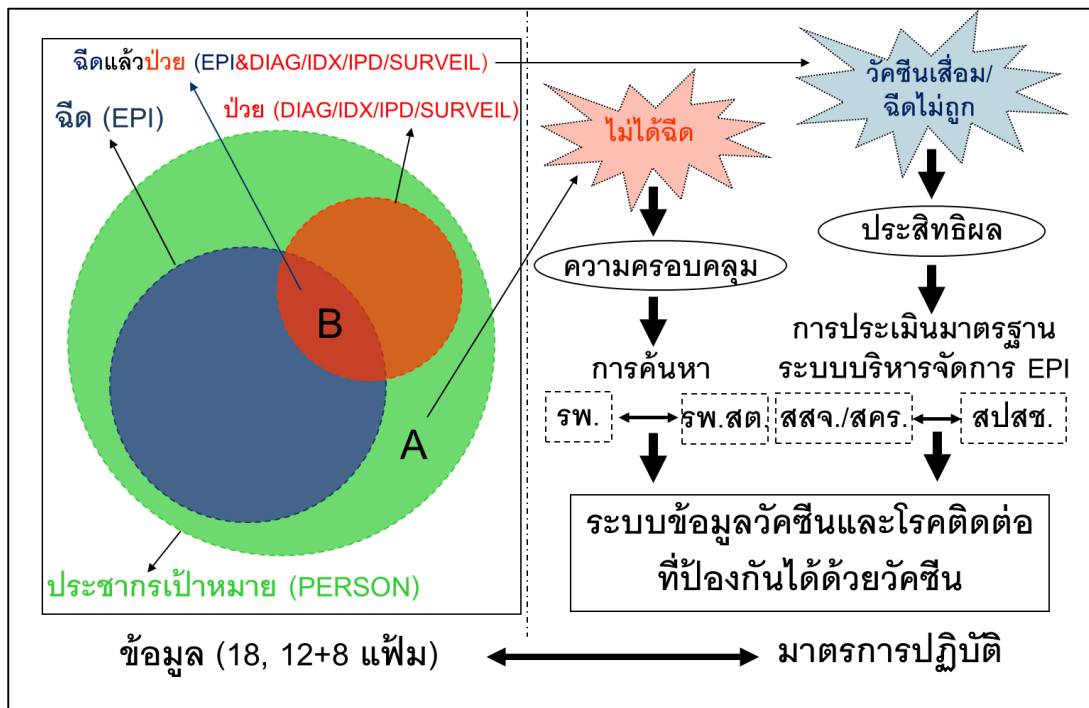 ฉีดแล้วป่วย (EPI&DIAG/IDX/IPD/SURVEIL)
ฉีด (EPI)
ป่วย (DIAG/IDX/IPD/SURVEIL)
B
A
ประชากรเป้าหมาย (PERSON)
ข้อมูล (18, 12+8 แฟ้ม)
ไม่ได้ฉีด
ความครอบคลุม
การค้นหา
รพ.
รพ.สต.
วัคซีนเสื่อม/
ฉีดไม่ถูก
ประสิทธิผล
การประเมินมาตรฐาน
ระบบบริหารจัดการ EPI
สสจ./สคร.
สปสช.
ระบบข้อมูลวัคซีนและโรคติดต่อ
ที่ป้องกันได้ด้วยวัคซีน
มาตรการปฏิบัติ